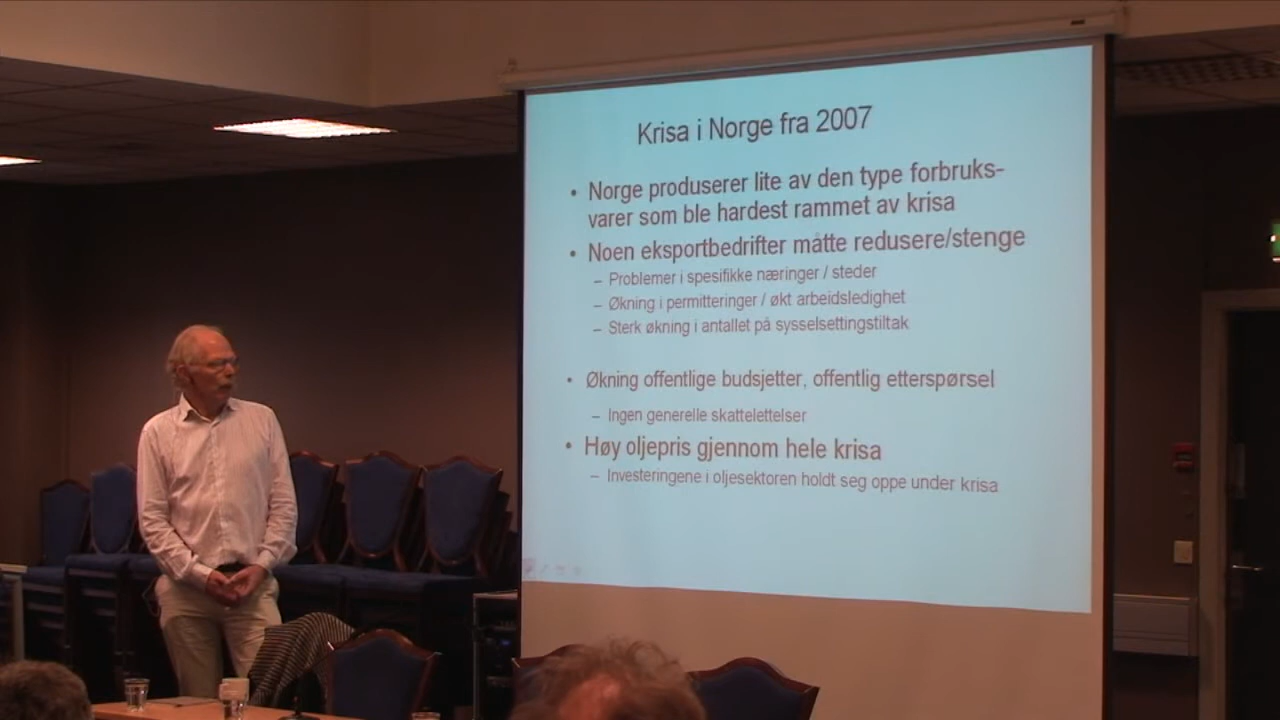 Krisa i Norge fra 2007
• Norge produserer lite av den type forbruks-
varer som ble hardest rammet av krisa
• Noen eksportbedrifter måtte redusere/stenge
– Problemer i spesifikke næringer / steder
– Økning i permitteringer / økt arbeidsledighet
– Sterk økning i antallet på sysselsettingstiltak
• Økning offentlige budsjetter, offentlig etterspørsel
– Ingen generelle skattelettelser
• Høy oljepris gjennom hele krisa
– Investeringene i oljesektoren holdt seg oppe under krisa